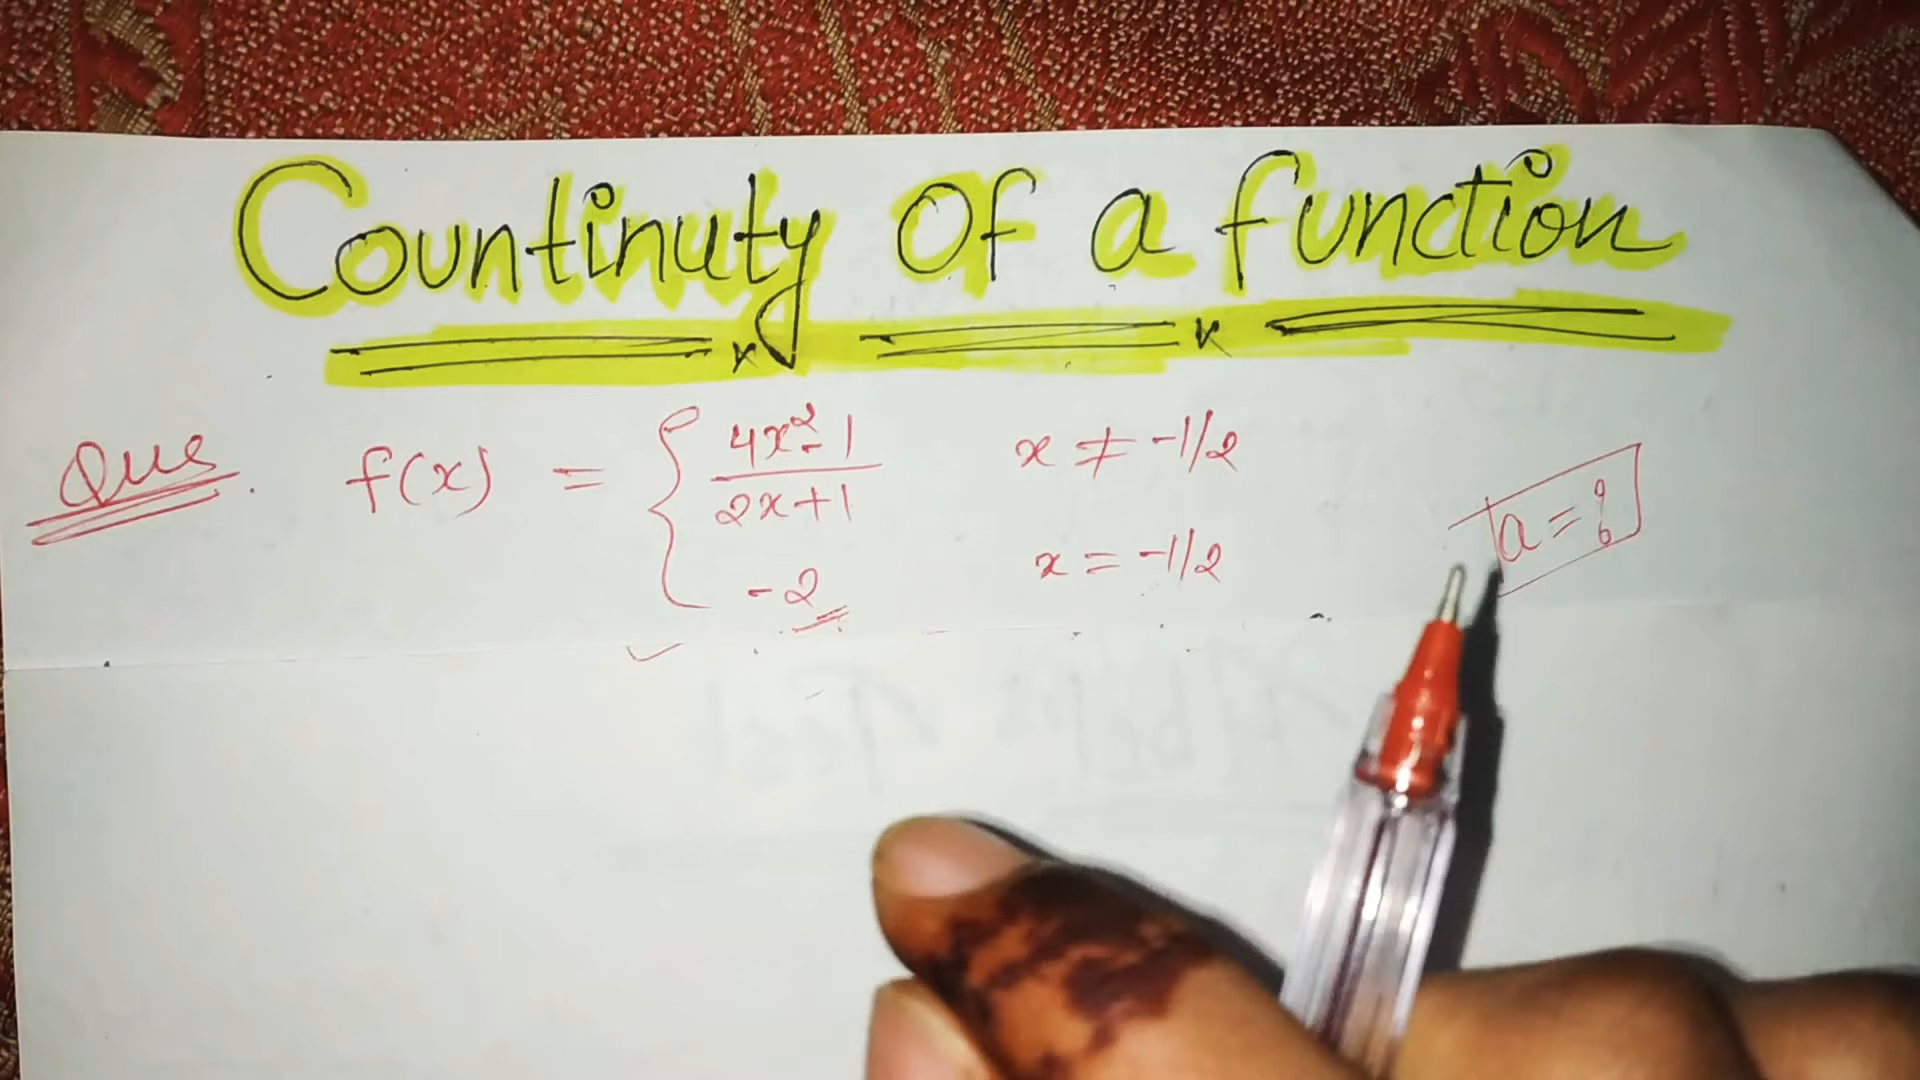 Countinuty Of a function
Que. f(x) = { 4x²-1 / 2x+1 x ≠ -1/2
-2 x = -1/2
a = ?